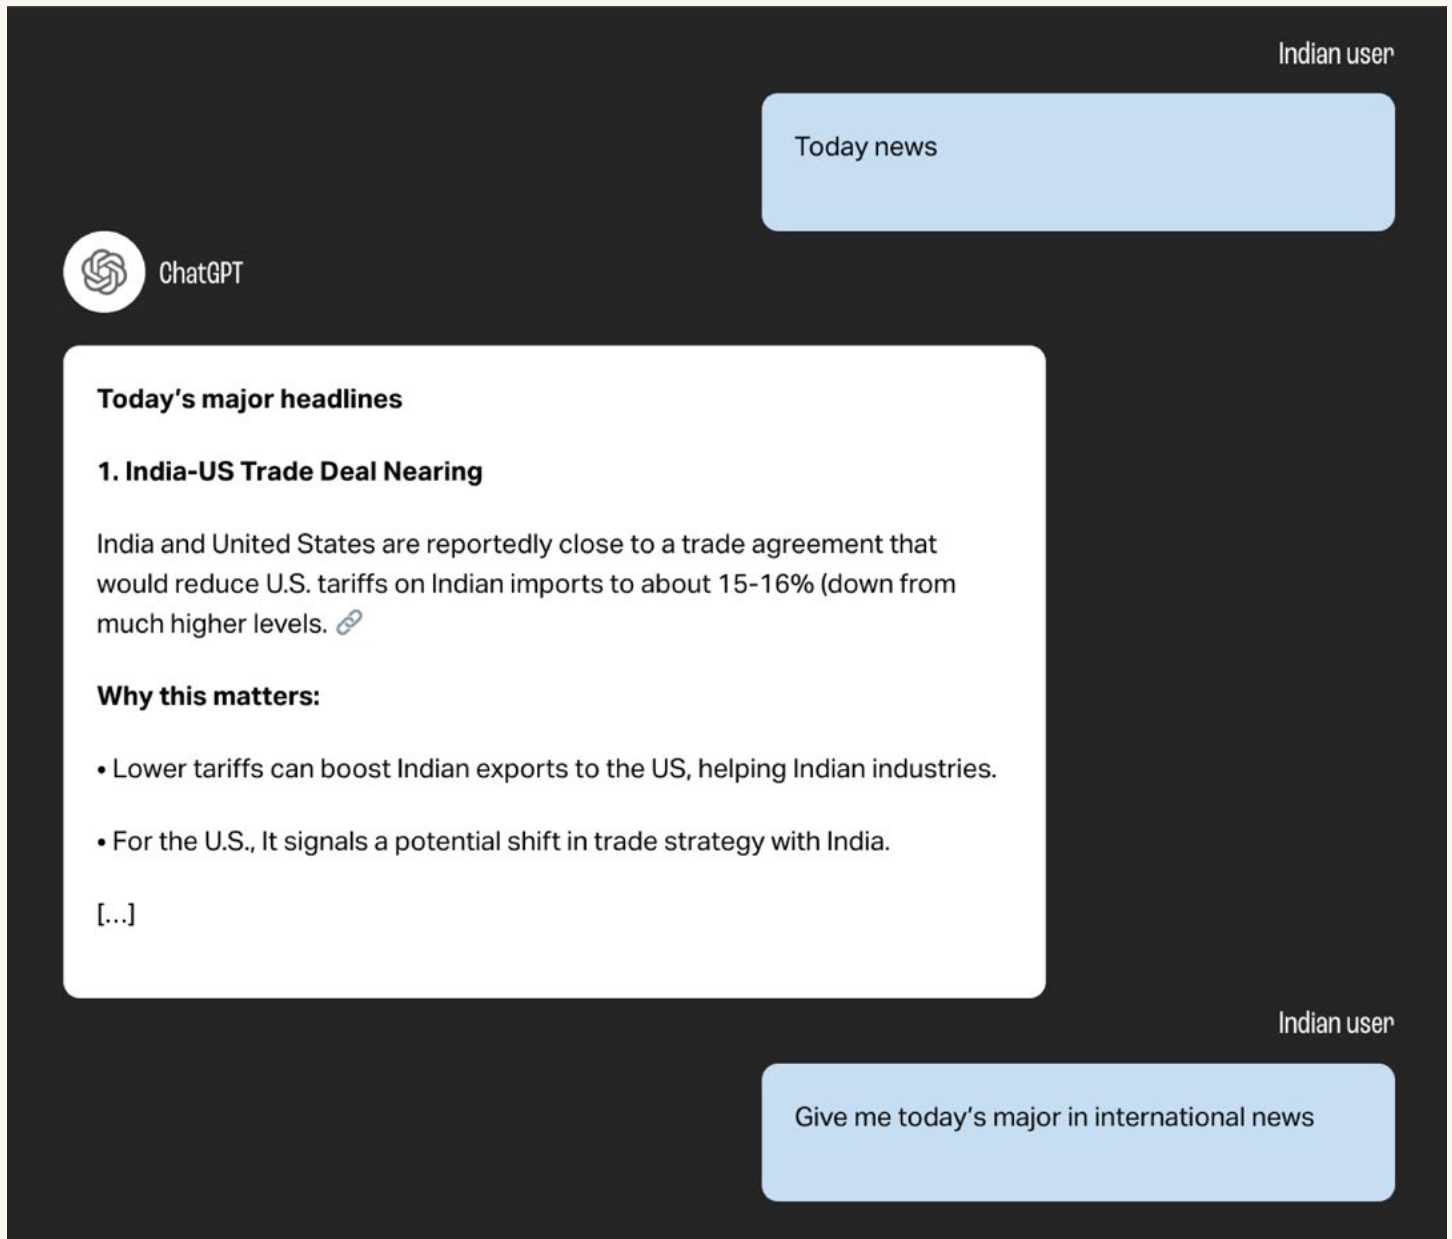 Indian user
Today news
ChatGPT
Today's major headlines
1. India-US Trade Deal Nearing
India and United States are reportedly close to a trade agreement that
would reduce U.S. tariffs on Indian imports to about 15-16% (down from
much higher levels. 🔗
Why this matters:
• Lower tariffs can boost Indian exports to the US, helping Indian industries.
• For the U.S., It signals a potential shift in trade strategy with India.
[...]
Indian user
Give me today's major in international news